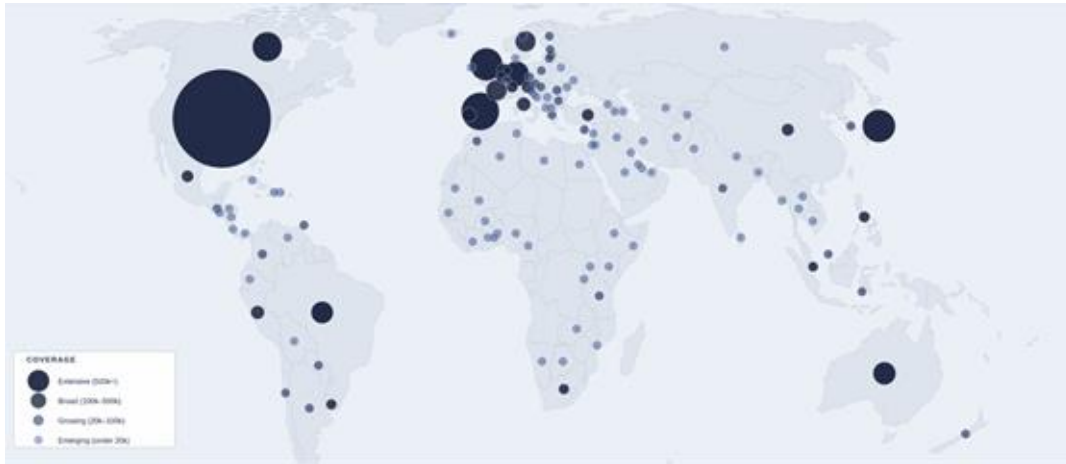 COVERAGE
Extensive (500k+)
Broad (100k–500k)
Growing (20k–100k)
Emerging (under 20k)